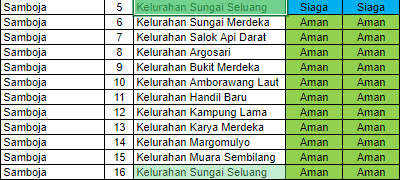 Samboja 5 Kelurahan Sungai Seluang Siaga Siaga
Samboja 6 Kelurahan Sungai Merdeka Aman Aman
Samboja 7 Kelurahan Salok Api Darat Aman Aman
Samboja 8 Kelurahan Argosari Aman Aman
Samboja 9 Kelurahan Bukit Merdeka Aman Aman
Samboja 10 Kelurahan Amborawang Laut Aman Aman
Samboja 11 Kelurahan Handil Baru Aman Aman
Samboja 12 Kelurahan Kampung Lama Aman Aman
Samboja 13 Kelurahan Karya Merdeka Aman Aman
Samboja 14 Kelurahan Margomulyo Aman Aman
Samboja 15 Kelurahan Muara Sembilang Aman Aman
Samboja 16 Kelurahan Sungai Seluang Aman Aman